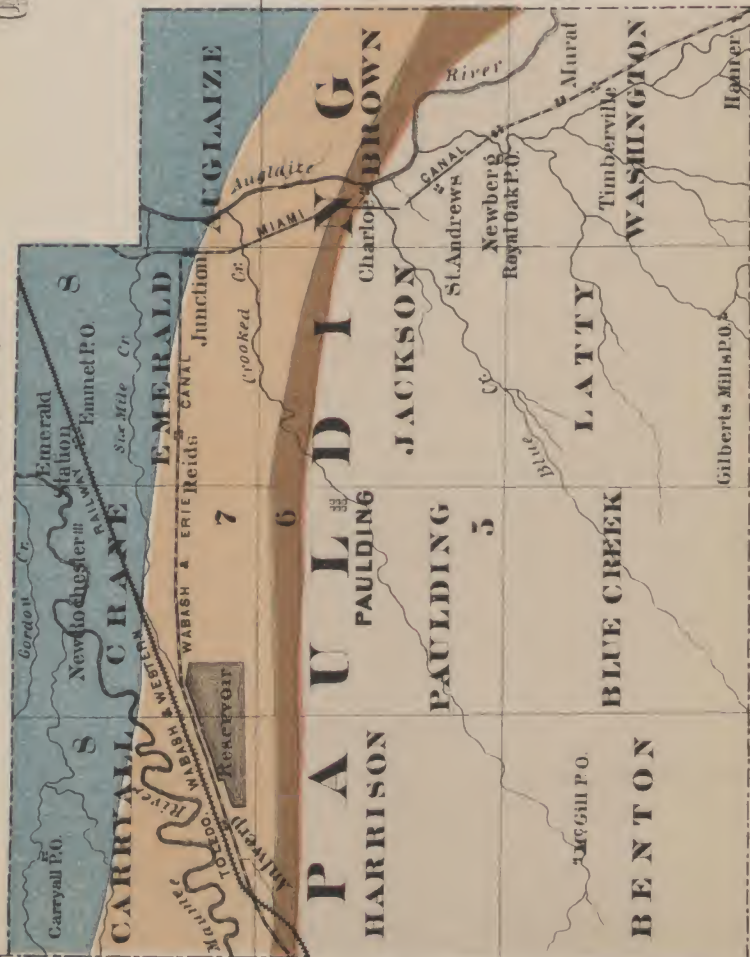 P A U L D I N G
CARRYALL
CRANE
EMERALD
AUGLAIZE
HARRISON
PAULDING
JACKSON
BROWN
BENTON
BLUE CREEK
LATTY
WASHINGTON
Carryall P.O.
Gordon Cr.
New Rochester
Emerald
Station
Emmet P.O.
Six Mile Cr.
8
8
Maumee River
TOLEDO, WABASH & WESTERN RAILWAY
Antwerp
Reservoir
WABASH & ERIE CANAL
Reids
Junction
7
6
5
Crooked Cr.
MIAMI CANAL
Auglaize River
PAULDING
Charloe
St. Andrews
Newberg
Royal Oak P.O.
Murat
Timberville
Blue Cr.
McGill P.O.
Gilberts Mills P.O.